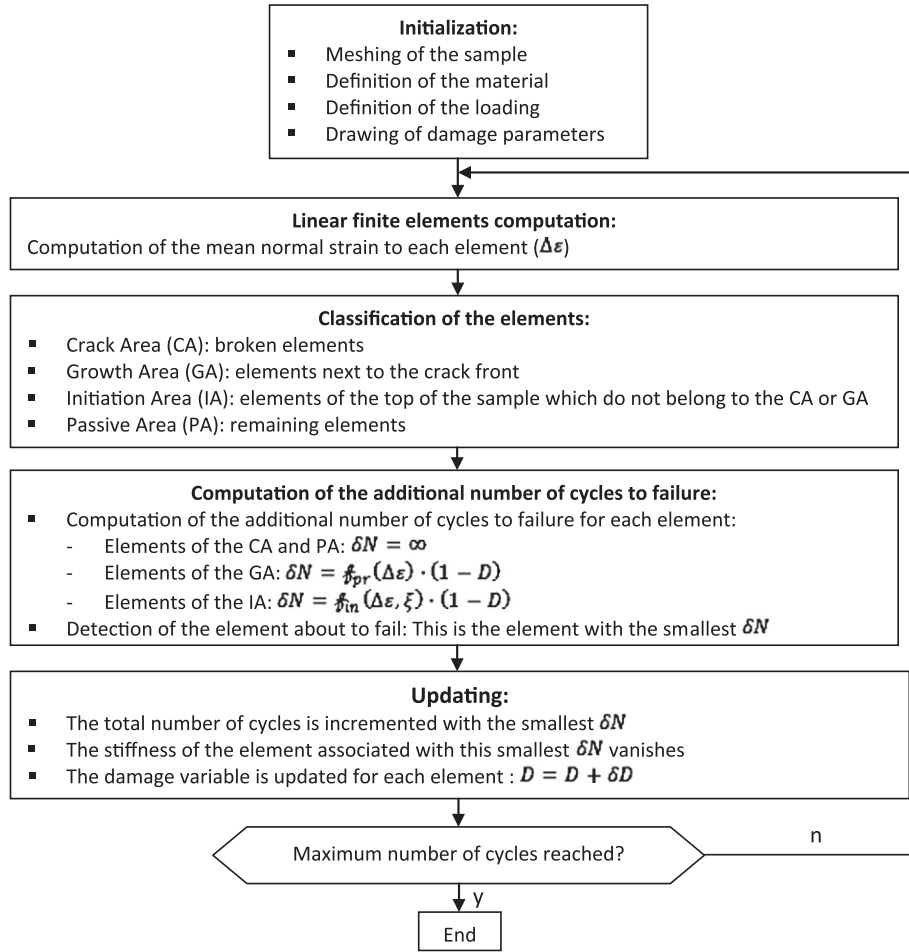 Initialization:
▪ Meshing of the sample
▪ Definition of the material
▪ Definition of the loading
▪ Drawing of damage parameters
Linear finite elements computation:
Computation of the mean normal strain to each element (Δε)
Classification of the elements:
▪ Crack Area (CA): broken elements
▪ Growth Area (GA): elements next to the crack front
▪ Initiation Area (IA): elements of the top of the sample which do not belong to the CA or GA
▪ Passive Area (PA): remaining elements
Computation of the additional number of cycles to failure:
▪ Computation of the additional number of cycles to failure for each element:
- Elements of the CA and PA: δN = ∞
- Elements of the GA: δN = f_pr(Δε) · (1 − D)
- Elements of the IA: δN = f_in(Δε, ξ) · (1 − D)
▪ Detection of the element about to fail: This is the element with the smallest δN
Updating:
▪ The total number of cycles is incremented with the smallest δN
▪ The stiffness of the element associated with this smallest δN vanishes
▪ The damage variable is updated for each element : D = D + δD
Maximum number of cycles reached?
n
y
End